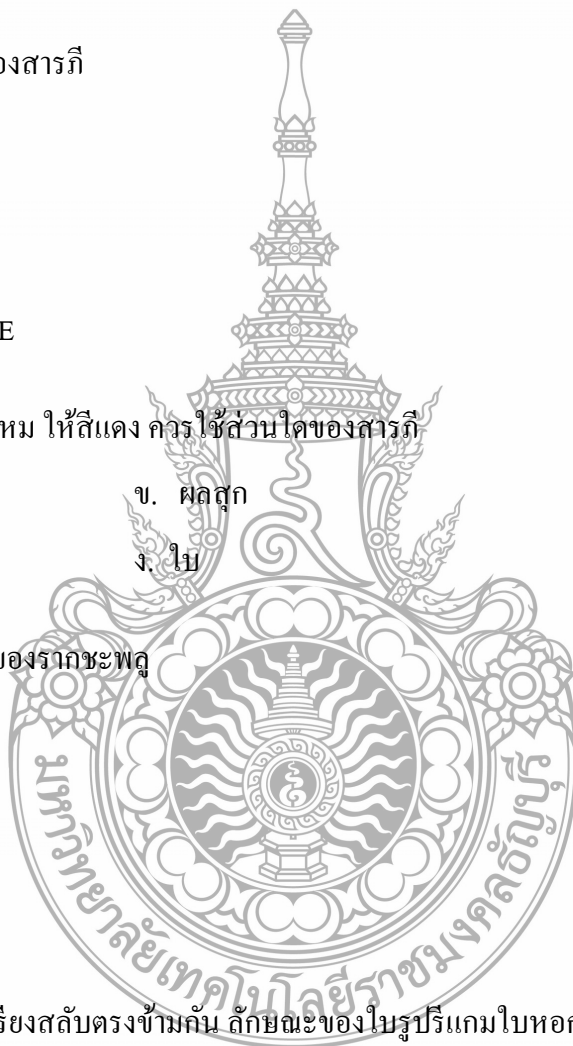 องสารภี
E
หม ให้สีแดง ควรใช้ส่วนใดของสารภี
ข. ผลสุก
ง. ใบ
ของรากชะพลู
มหาวิทยาลัยเทคโนโลยีราชมงคลธัญบุรี
รียงสลับตรงข้ามกัน ลักษณะของใบรูปรีแกมใบหอก